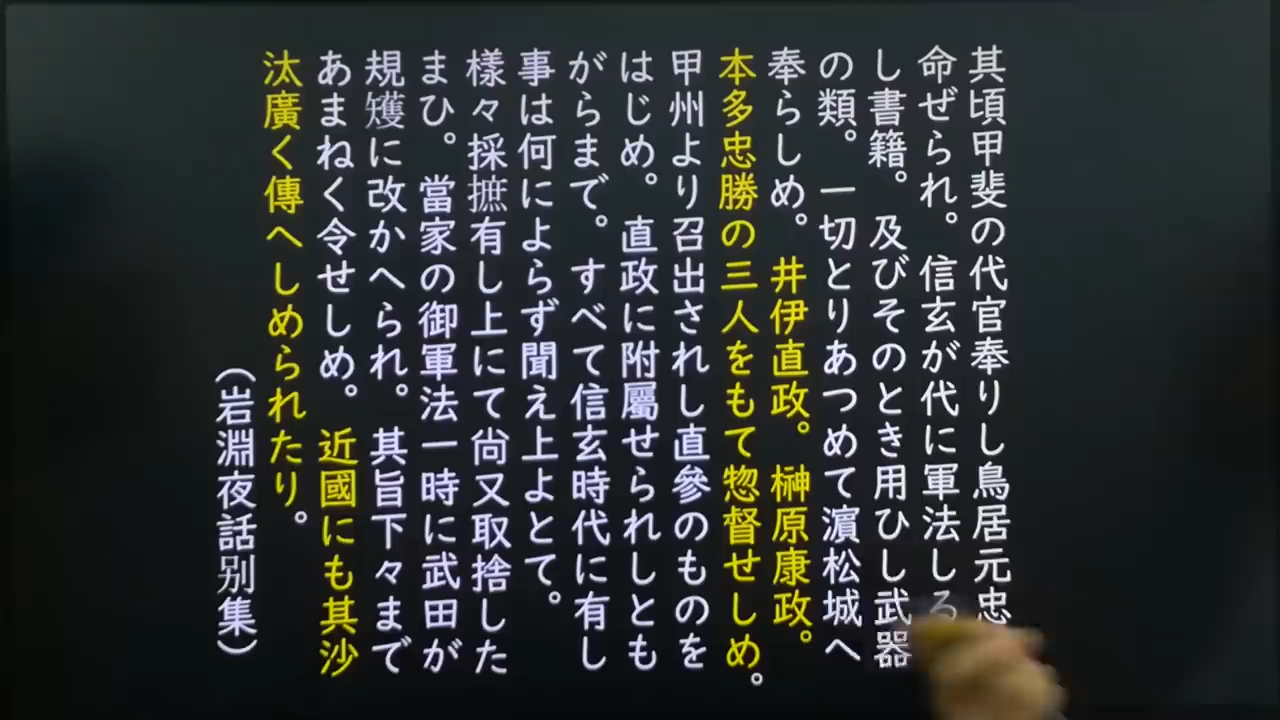 其頃甲斐の代官奉りし鳥居元忠
命ぜられ。信玄が代に軍法しる
し書籍。及びそのとき用ひし武器
の類。一切とりあつめて濵松城へ
奉らしめ。井伊直政。榊原康政。
本多忠勝の三人をもて惣督せしめ。
甲州より召出されし直參のものを
はじめ。直政に附屬せられしとも
がらまで。すべて信玄時代に有し
事は何によらず聞え上よとて。
樣々採摭有し上にて尚又取捨した
まひ。當家の御軍法一時に武田が
規矱に改かへられ。其旨下々まで
あまねく令せしめ。近國にも其沙
汰廣く傳へしめられたり。
（岩淵夜話別集）